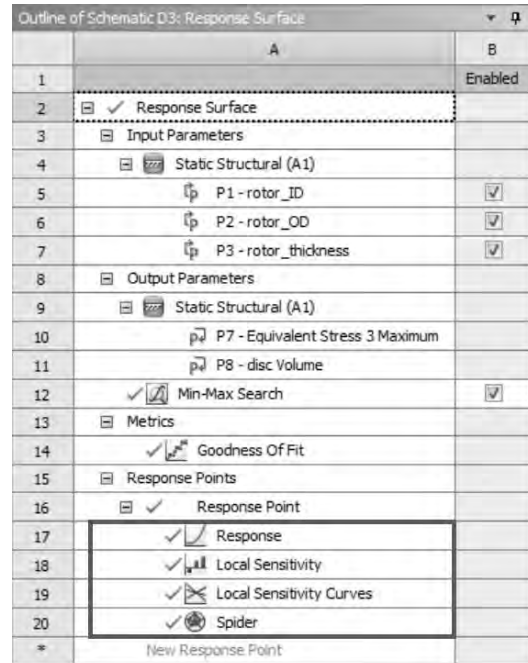 Outline of Schematic D3: Response Surface
A B
1 Enabled
2 Response Surface
3 Input Parameters
4 Static Structural (A1)
5 P1 - rotor_ID
6 P2 - rotor_OD
7 P3 - rotor_thickness
8 Output Parameters
9 Static Structural (A1)
10 P7 - Equivalent Stress 3 Maximum
11 P8 - disc Volume
12 Min-Max Search
13 Metrics
14 Goodness Of Fit
15 Response Points
16 Response Point
17 Response
18 Local Sensitivity
19 Local Sensitivity Curves
20 Spider
* New Response Point